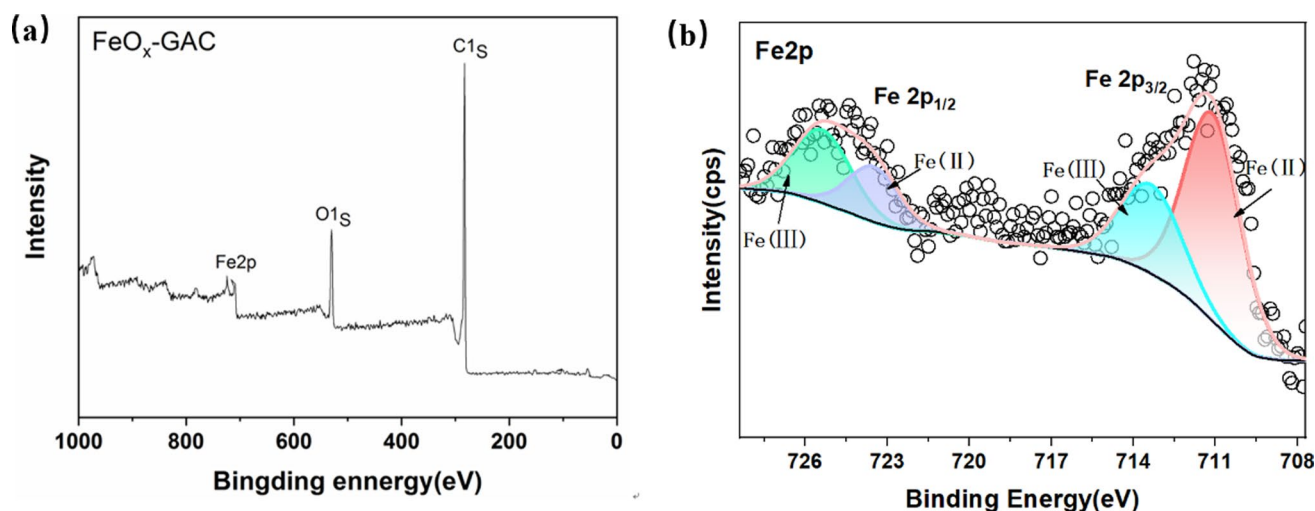 (a)
FeOₓ-GAC
C1S
O1S
Fe2p
Intensity
1000 800 600 400 200 0
Bingding ennergy(eV)
(b)
Fe2p
Fe 2p₁/₂
Fe 2p₃/₂
Fe(II)
Fe(III)
Fe(II)
Fe(III)
Intensity(cps)
726 723 720 717 714 711 708
Binding Energy(eV)